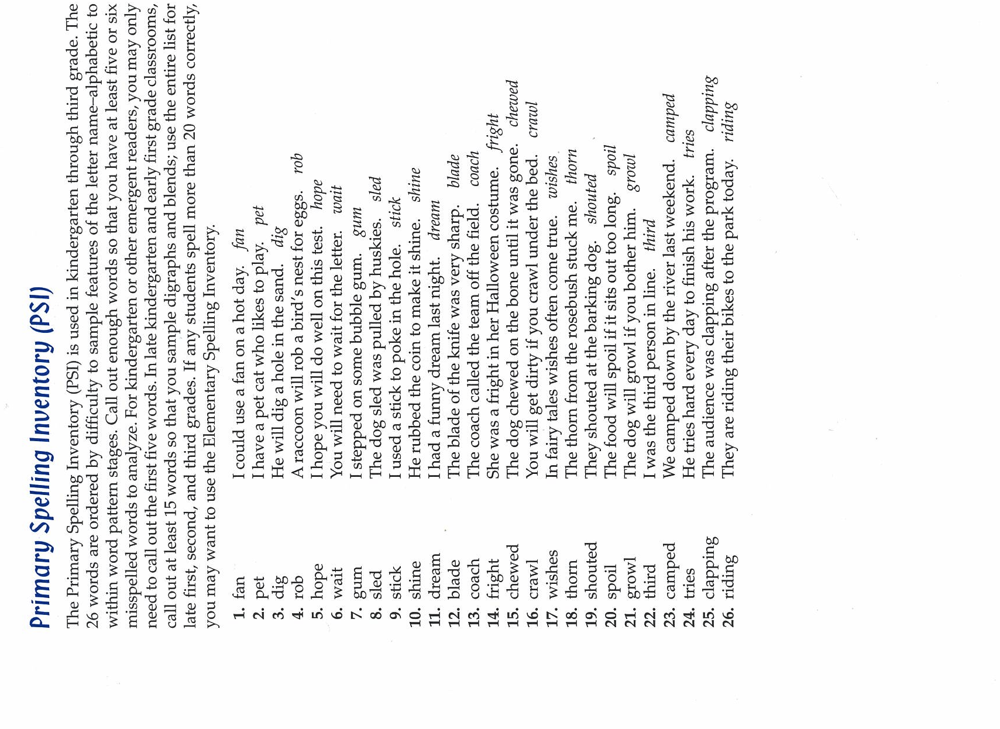 Primary Spelling Inventory (PSI)
The Primary Spelling Inventory (PSI) is used in kindergarten through third grade. The
26 words are ordered by difficulty to sample features of the letter name–alphabetic to
within word pattern stages. Call out enough words so that you have at least five or six
misspelled words to analyze. For kindergarten or other emergent readers, you may only
need to call out the first five words. In late kindergarten and early first grade classrooms,
call out at least 15 words so that you sample digraphs and blends; use the entire list for
late first, second, and third grades. If any students spell more than 20 words correctly,
you may want to use the Elementary Spelling Inventory.
1. fan I could use a fan on a hot day. fan
2. pet I have a pet cat who likes to play. pet
3. dig He will dig a hole in the sand. dig
4. rob A raccoon will rob a bird's nest for eggs. rob
5. hope I hope you will do well on this test. hope
6. wait You will need to wait for the letter. wait
7. gum I stepped on some bubble gum. gum
8. sled The dog sled was pulled by huskies. sled
9. stick I used a stick to poke in the hole. stick
10. shine He rubbed the coin to make it shine. shine
11. dream I had a funny dream last night. dream
12. blade The blade of the knife was very sharp. blade
13. coach The coach called the team off the field. coach
14. fright She was a fright in her Halloween costume. fright
15. chewed The dog chewed on the bone until it was gone. chewed
16. crawl You will get dirty if you crawl under the bed. crawl
17. wishes In fairy tales wishes often come true. wishes
18. thorn The thorn from the rosebush stuck me. thorn
19. shouted They shouted at the barking dog. shouted
20. spoil The food will spoil if it sits out too long. spoil
21. growl The dog will growl if you bother him. growl
22. third I was the third person in line. third
23. camped We camped down by the river last weekend. camped
24. tries He tries hard every day to finish his work. tries
25. clapping The audience was clapping after the program. clapping
26. riding They are riding their bikes to the park today. riding